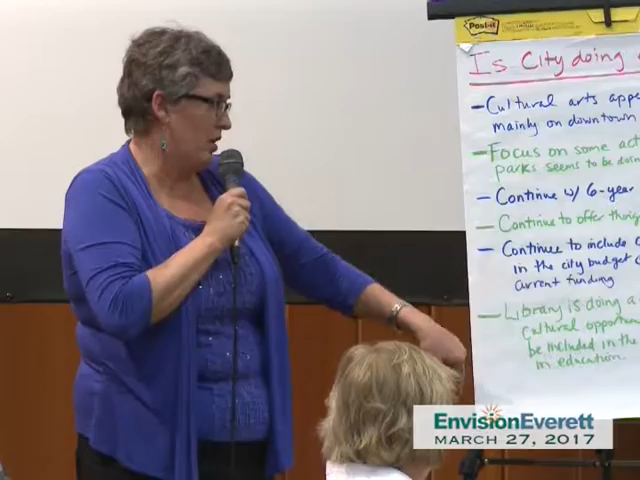 Post-it
Is City doing
-Cultural arts appe
mainly on downtown
-Focus on some act
parks seems to be doin
-Continue w/ 6-year
-Continue to offer thing
-Continue to include
in the city budget
current funding
-Library is doing a
cultural opportun
be included in the
in education.
EnvisionEverett
MARCH 27, 2017